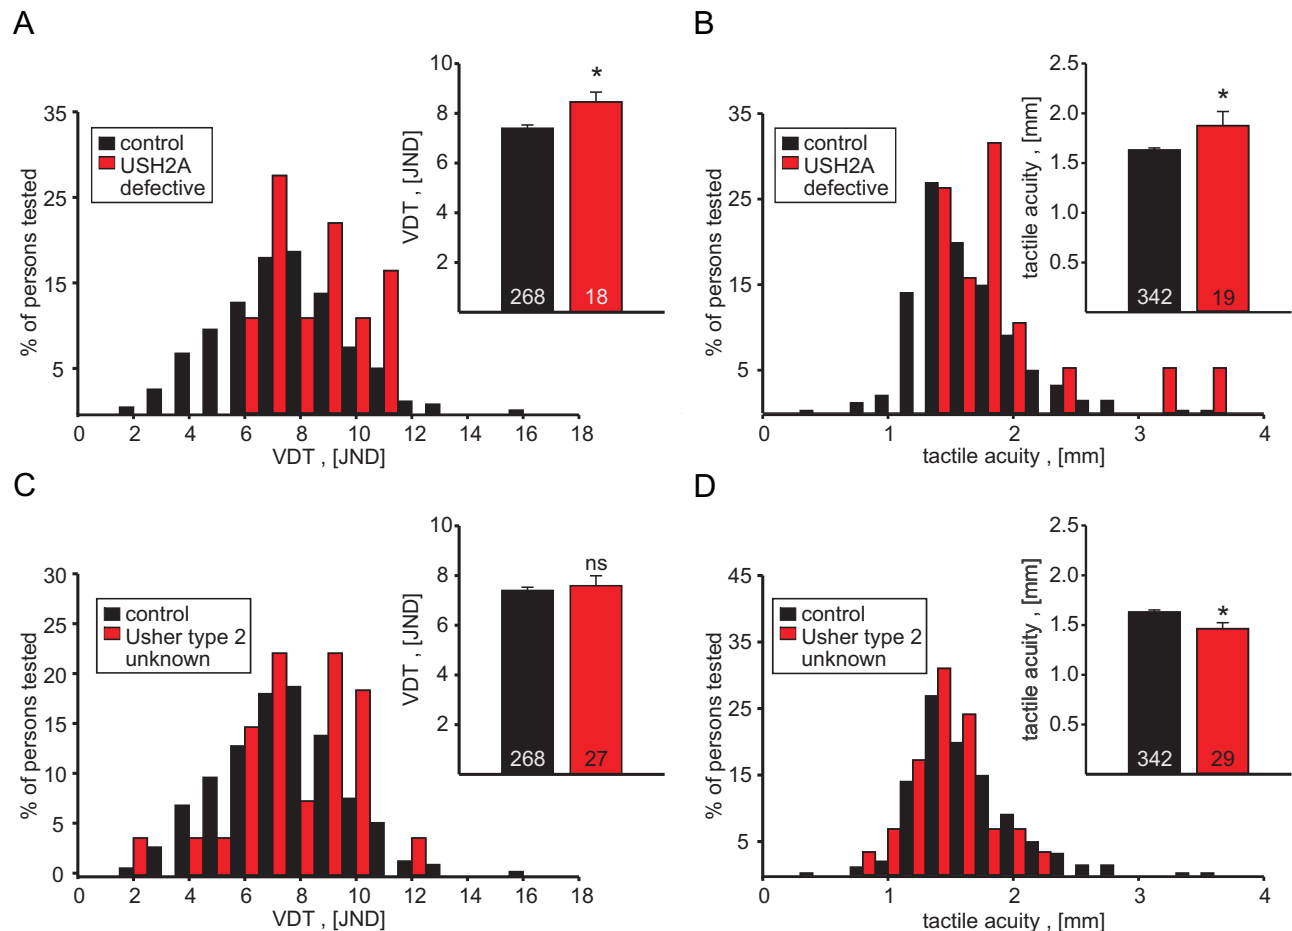 A
% of persons tested
35
25
15
5
0
2
4
6
8
10
12
14
16
18
VDT , [JND]
control
USH2A
defective
VDT , [JND]
10
8
6
4
2
*
268
18
B
% of persons tested
35
25
15
5
0
1
2
3
4
tactile acuity , [mm]
control
USH2A
defective
tactile acuity , [mm]
2.5
2.0
1.5
1.0
0.5
*
342
19
C
% of persons tested
30
25
20
15
10
5
0
0
2
4
6
8
10
12
14
16
18
VDT , [JND]
control
Usher type 2
unknown
VDT , [JND]
10
8
6
4
2
ns
268
27
D
% of persons tested
45
35
25
15
5
0
1
2
3
4
tactile acuity , [mm]
control
Usher type 2
unknown
tactile acuity , [mm]
2.5
2.0
1.5
1.0
0.5
*
342
29